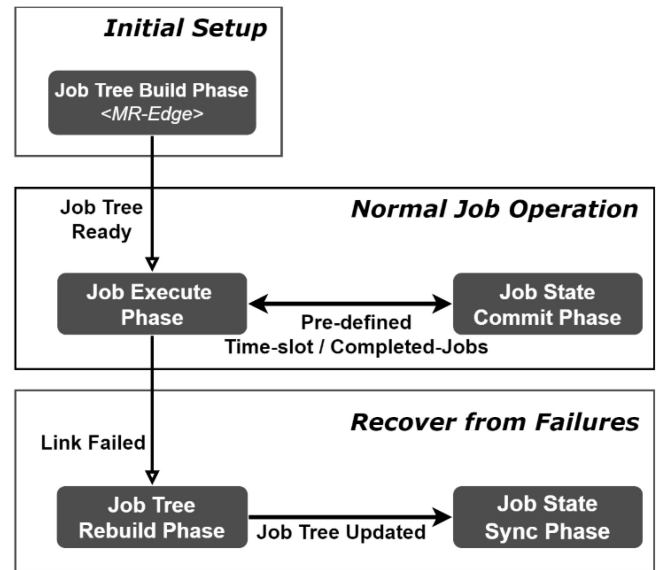 Initial Setup
Job Tree Build Phase
<MR-Edge>
Job Tree
Ready
Normal Job Operation
Job Execute
Phase
Pre-defined
Time-slot / Completed-Jobs
Job State
Commit Phase
Recover from Failures
Link Failed
Job Tree
Rebuild Phase
Job Tree Updated
Job State
Sync Phase